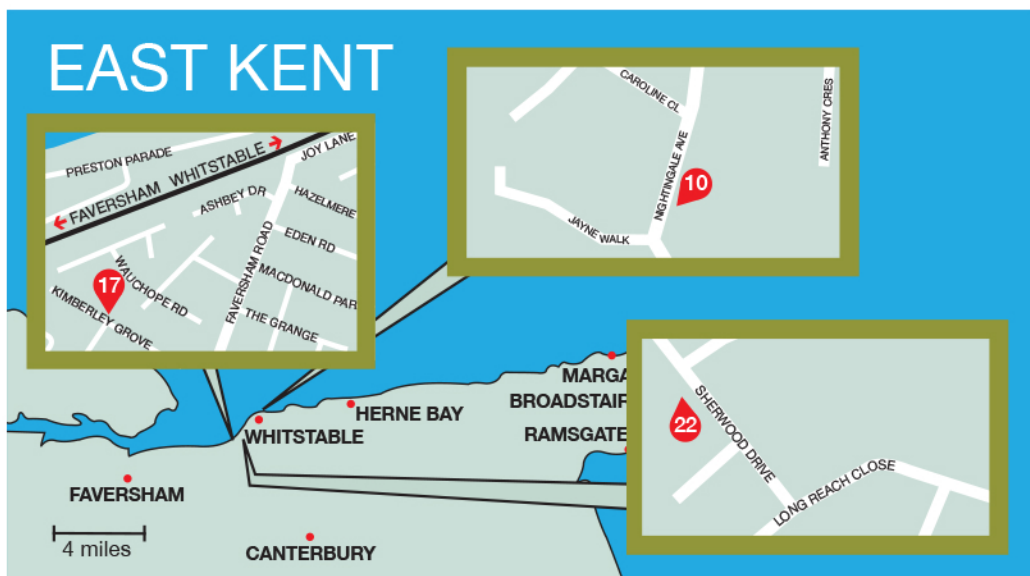 EAST KENT
PRESTON PARADE
FAVERSHAM WHITSTABLE
JOY LANE
ASHBEY DR
HAZELMERE
EDEN RD
FAVERSHAM ROAD
MACDONALD PAR
THE GRANGE
WAUCHOPE RD
17
KIMBERLEY GROVE
CAROLINE CL
NIGHTINGALE AVE
ANTHONY CRES
10
JAYNE WALK
22
SHERWOOD DRIVE
LONG REACH CLOSE
MARGA
BROADSTAIR
RAMSGATE
HERNE BAY
WHITSTABLE
FAVERSHAM
CANTERBURY
4 miles